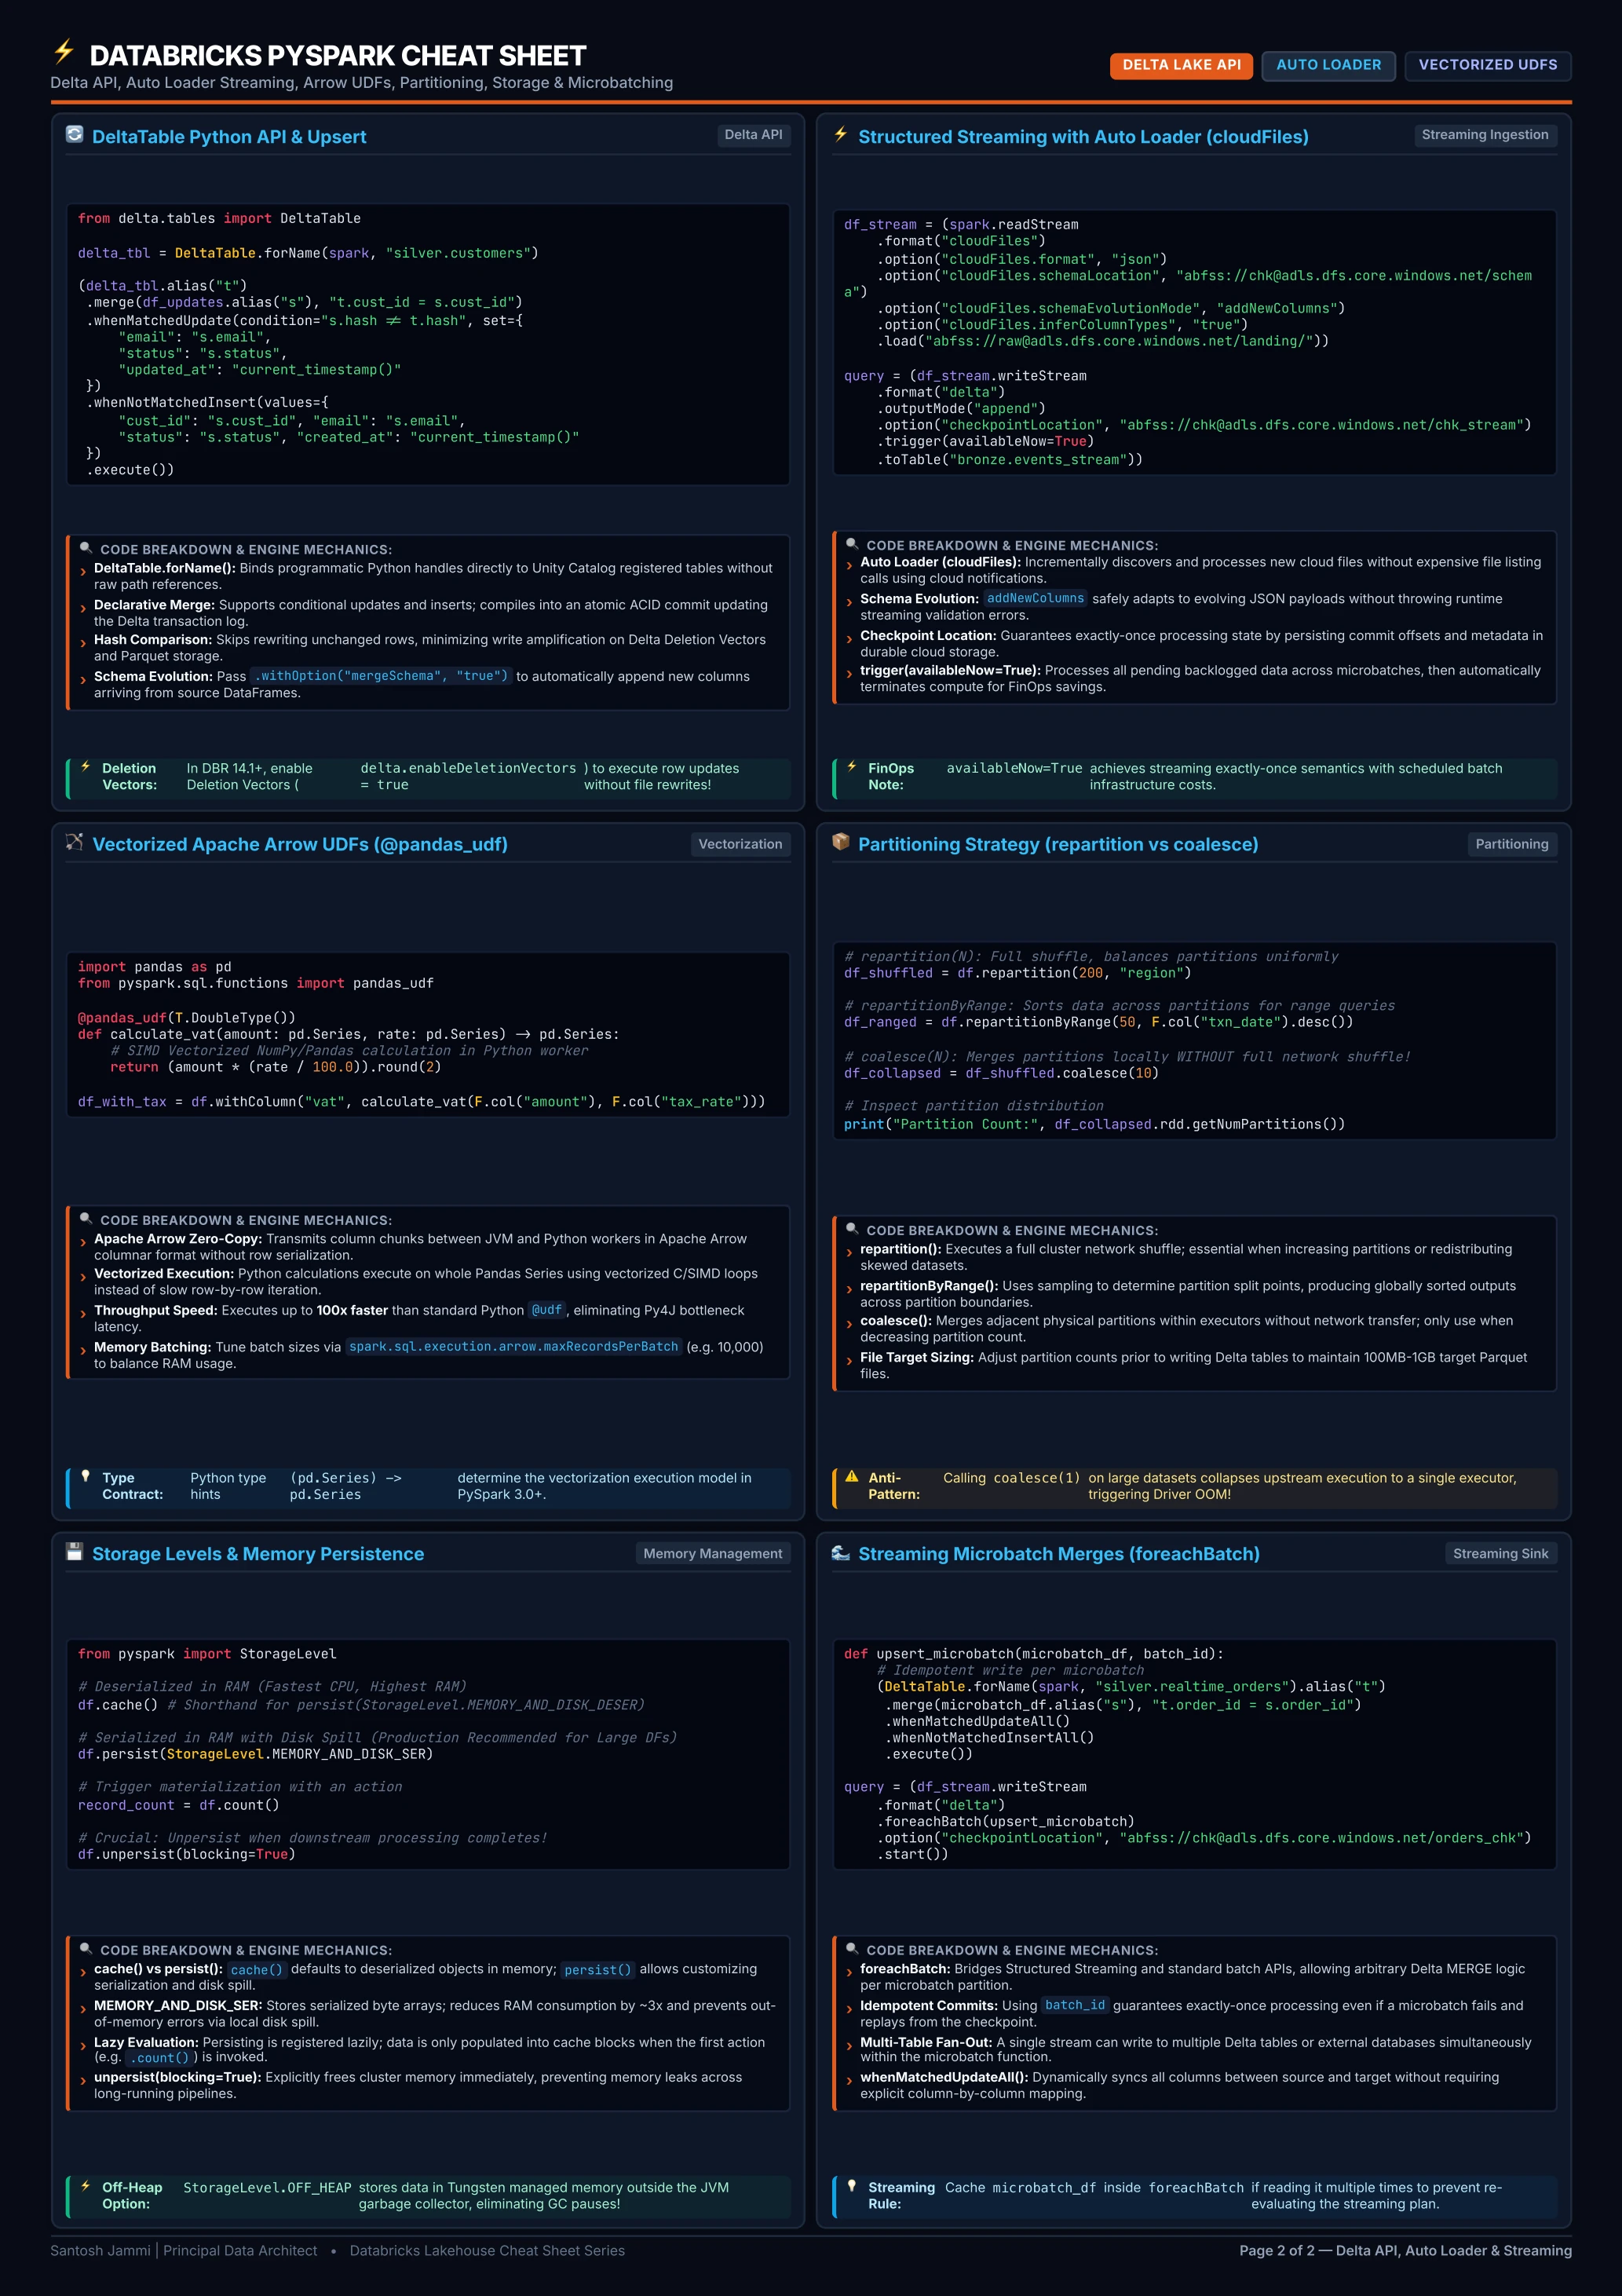 ⚡ DATABRICKS PYSPARK CHEAT SHEET
Delta API, Auto Loader Streaming, Arrow UDFs, Partitioning, Storage & Microbatching
DELTA LAKE API
AUTO LOADER
VECTORIZED UDFS
DeltaTable Python API & Upsert
Delta API
from delta.tables import DeltaTable
delta_tbl = DeltaTable.forName(spark, "silver.customers")
(delta_tbl.alias("t")
.merge(df_updates.alias("s"), "t.cust_id = s.cust_id")
.whenMatchedUpdate(condition="s.hash ≠ t.hash", set={
"email": "s.email",
"status": "s.status",
"updated_at": "current_timestamp()"
})
.whenNotMatchedInsert(values={
"cust_id": "s.cust_id", "email": "s.email",
"status": "s.status", "created_at": "current_timestamp()"
})
.execute())
CODE BREAKDOWN & ENGINE MECHANICS:
› DeltaTable.forName(): Binds programmatic Python handles directly to Unity Catalog registered tables without
raw path references.
› Declarative Merge: Supports conditional updates and inserts; compiles into an atomic ACID commit updating
the Delta transaction log.
› Hash Comparison: Skips rewriting unchanged rows, minimizing write amplification on Delta Deletion Vectors
and Parquet storage.
› Schema Evolution: Pass .withOption("mergeSchema", "true") to automatically append new columns
arriving from source DataFrames.
⚡ Deletion Vectors: In DBR 14.1+, enable Deletion Vectors ( delta.enableDeletionVectors = true ) to execute row updates without file rewrites!
Structured Streaming with Auto Loader (cloudFiles)
Streaming Ingestion
df_stream = (spark.readStream
.format("cloudFiles")
.option("cloudFiles.format", "json")
.option("cloudFiles.schemaLocation", "abfss://chk@adls.dfs.core.windows.net/schem
a")
.option("cloudFiles.schemaEvolutionMode", "addNewColumns")
.option("cloudFiles.inferColumnTypes", "true")
.load("abfss://raw@adls.dfs.core.windows.net/landing/"))
query = (df_stream.writeStream
.format("delta")
.outputMode("append")
.option("checkpointLocation", "abfss://chk@adls.dfs.core.windows.net/chk_stream")
.trigger(availableNow=True)
.toTable("bronze.events_stream"))
CODE BREAKDOWN & ENGINE MECHANICS:
› Auto Loader (cloudFiles): Incrementally discovers and processes new cloud files without expensive file listing
calls using cloud notifications.
› Schema Evolution: addNewColumns safely adapts to evolving JSON payloads without throwing runtime
streaming validation errors.
› Checkpoint Location: Guarantees exactly-once processing state by persisting commit offsets and metadata in
durable cloud storage.
› trigger(availableNow=True): Processes all pending backlogged data across microbatches, then automatically
terminates compute for FinOps savings.
⚡ FinOps Note: availableNow=True achieves streaming exactly-once semantics with scheduled batch infrastructure costs.
Vectorized Apache Arrow UDFs (@pandas_udf)
Vectorization
import pandas as pd
from pyspark.sql.functions import pandas_udf
@pandas_udf(T.DoubleType())
def calculate_vat(amount: pd.Series, rate: pd.Series) → pd.Series:
# SIMD Vectorized NumPy/Pandas calculation in Python worker
return (amount * (rate / 100.0)).round(2)
df_with_tax = df.withColumn("vat", calculate_vat(F.col("amount"), F.col("tax_rate")))
CODE BREAKDOWN & ENGINE MECHANICS:
› Apache Arrow Zero-Copy: Transmits column chunks between JVM and Python workers in Apache Arrow
columnar format without row serialization.
› Vectorized Execution: Python calculations execute on whole Pandas Series using vectorized C/SIMD loops
instead of slow row-by-row iteration.
› Throughput Speed: Executes up to 100x faster than standard Python @udf, eliminating Py4J bottleneck
latency.
› Memory Batching: Tune batch sizes via spark.sql.execution.arrow.maxRecordsPerBatch (e.g. 10,000)
to balance RAM usage.
Type Contract: Python type hints (pd.Series) -> pd.Series determine the vectorization execution model in PySpark 3.0+.
Partitioning Strategy (repartition vs coalesce)
Partitioning
# repartition(N): Full shuffle, balances partitions uniformly
df_shuffled = df.repartition(200, "region")
# repartitionByRange: Sorts data across partitions for range queries
df_ranged = df.repartitionByRange(50, F.col("txn_date").desc())
# coalesce(N): Merges partitions locally WITHOUT full network shuffle!
df_collapsed = df_shuffled.coalesce(10)
# Inspect partition distribution
print("Partition Count:", df_collapsed.rdd.getNumPartitions())
CODE BREAKDOWN & ENGINE MECHANICS:
› repartition(): Executes a full cluster network shuffle; essential when increasing partitions or redistributing
skewed datasets.
› repartitionByRange(): Uses sampling to determine partition split points, producing globally sorted outputs
across partition boundaries.
› coalesce(): Merges adjacent physical partitions within executors without network transfer; only use when
decreasing partition count.
› File Target Sizing: Adjust partition counts prior to writing Delta tables to maintain 100MB-1GB target Parquet
files.
⚠ Anti-Pattern: Calling coalesce(1) on large datasets collapses upstream execution to a single executor, triggering Driver OOM!
Storage Levels & Memory Persistence
Memory Management
from pyspark import StorageLevel
# Deserialized in RAM (Fastest CPU, Highest RAM)
df.cache() # Shorthand for persist(StorageLevel.MEMORY_AND_DISK_DESER)
# Serialized in RAM with Disk Spill (Production Recommended for Large DFs)
df.persist(StorageLevel.MEMORY_AND_DISK_SER)
# Trigger materialization with an action
record_count = df.count()
# Crucial: Unpersist when downstream processing completes!
df.unpersist(blocking=True)
CODE BREAKDOWN & ENGINE MECHANICS:
› cache() vs persist(): cache() defaults to deserialized objects in memory; persist() allows customizing
serialization and disk spill.
› MEMORY_AND_DISK_SER: Stores serialized byte arrays; reduces RAM consumption by ~3x and prevents out-
of-memory errors via local disk spill.
› Lazy Evaluation: Persisting is registered lazily; data is only populated into cache blocks when the first action
(e.g. .count() ) is invoked.
› unpersist(blocking=True): Explicitly frees cluster memory immediately, preventing memory leaks across
long-running pipelines.
⚡ Off-Heap Option: StorageLevel.OFF_HEAP stores data in Tungsten managed memory outside the JVM garbage collector, eliminating GC pauses!
Streaming Microbatch Merges (foreachBatch)
Streaming Sink
def upsert_microbatch(microbatch_df, batch_id):
# Idempotent write per microbatch
(DeltaTable.forName(spark, "silver.realtime_orders").alias("t")
.merge(microbatch_df.alias("s"), "t.order_id = s.order_id")
.whenMatchedUpdateAll()
.whenNotMatchedInsertAll()
.execute())
query = (df_stream.writeStream
.format("delta")
.foreachBatch(upsert_microbatch)
.option("checkpointLocation", "abfss://chk@adls.dfs.core.windows.net/orders_chk")
.start())
CODE BREAKDOWN & ENGINE MECHANICS:
› foreachBatch: Bridges Structured Streaming and standard batch APIs, allowing arbitrary Delta MERGE logic
per microbatch partition.
› Idempotent Commits: Using batch_id guarantees exactly-once processing even if a microbatch fails and
replays from the checkpoint.
› Multi-Table Fan-Out: A single stream can write to multiple Delta tables or external databases simultaneously
within the microbatch function.
› whenMatchedUpdateAll(): Dynamically syncs all columns between source and target without requiring
explicit column-by-column mapping.
Streaming Rule: Cache microbatch_df inside foreachBatch if reading it multiple times to prevent re-evaluating the streaming plan.
Santosh Jammi | Principal Data Architect • Databricks Lakehouse Cheat Sheet Series
Page 2 of 2 — Delta API, Auto Loader & Streaming